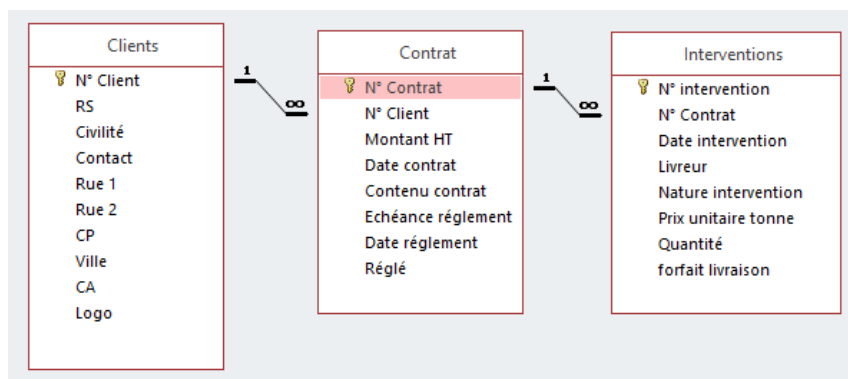 Clients
N° Client
RS
Civilité
Contact
Rue 1
Rue 2
CP
Ville
CA
Logo
1
∞
Contrat
N° Contrat
N° Client
Montant HT
Date contrat
Contenu contrat
Echéance réglement
Date réglement
Réglé
1
∞
Interventions
N° intervention
N° Contrat
Date intervention
Livreur
Nature intervention
Prix unitaire tonne
Quantité
forfait livraison